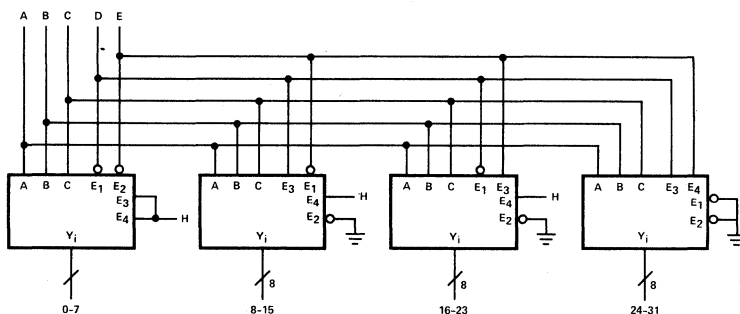 A B C D E
A B C E1 E2 A B C E3 E1 A B C E1 E3 A B C E3 E4
E3 E4 E4 E1
E4 H H H
E2 E2 E2
Yi Yi Yi Yi
8 8 8
0-7 8-15 16-23 24-31